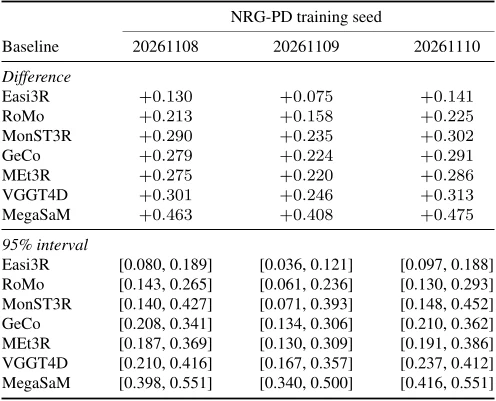 NRG-PD training seed
Baseline 20261108 20261109 20261110
Difference
Easi3R +0.130 +0.075 +0.141
RoMo +0.213 +0.158 +0.225
MonST3R +0.290 +0.235 +0.302
GeCo +0.279 +0.224 +0.291
MEt3R +0.275 +0.220 +0.286
VGGT4D +0.301 +0.246 +0.313
MegaSaM +0.463 +0.408 +0.475
95% interval
Easi3R [0.080, 0.189] [0.036, 0.121] [0.097, 0.188]
RoMo [0.143, 0.265] [0.061, 0.236] [0.130, 0.293]
MonST3R [0.140, 0.427] [0.071, 0.393] [0.148, 0.452]
GeCo [0.208, 0.341] [0.134, 0.306] [0.210, 0.362]
MEt3R [0.187, 0.369] [0.130, 0.309] [0.191, 0.386]
VGGT4D [0.210, 0.416] [0.167, 0.357] [0.237, 0.412]
MegaSaM [0.398, 0.551] [0.340, 0.500] [0.416, 0.551]